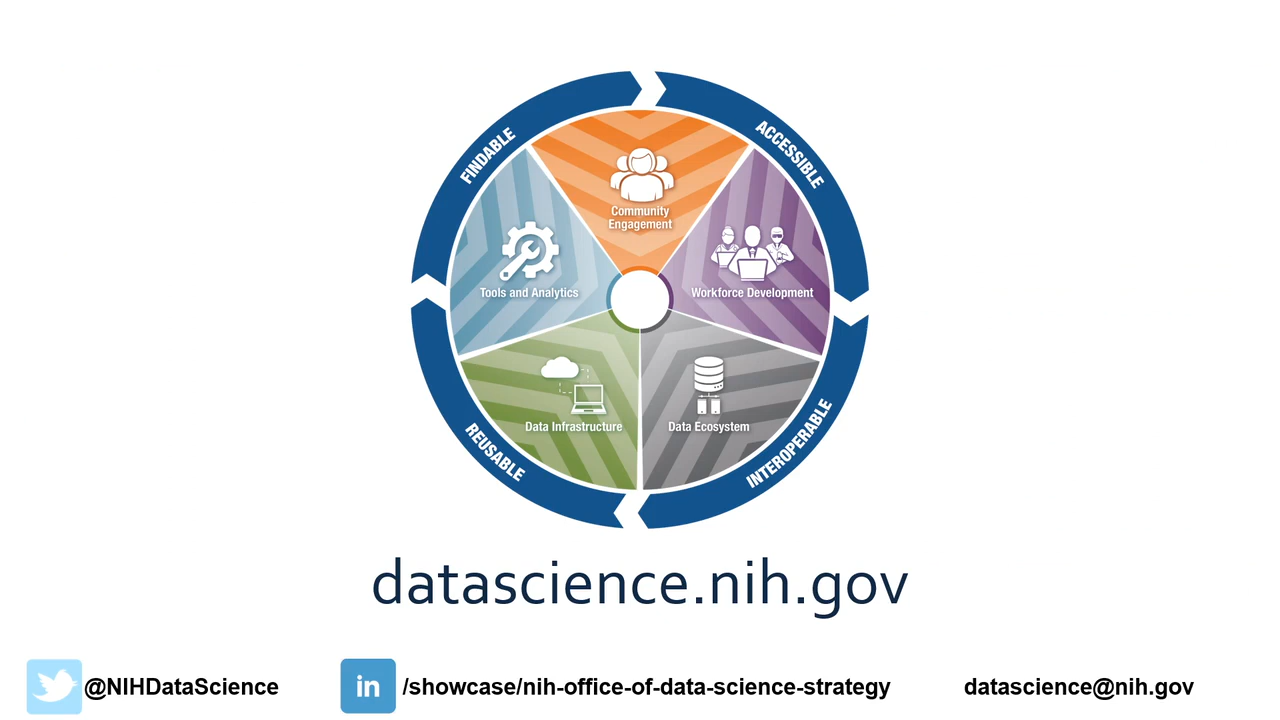 FINDABLE
ACCESSIBLE
Community
Engagement
Tools and Analytics
Workforce Development
Data Infrastructure
Data Ecosystem
REUSABLE
INTEROPERABLE
datascience.nih.gov
@NIHDataScience
in
/showcase/nih-office-of-data-science-strategy
datascience@nih.gov